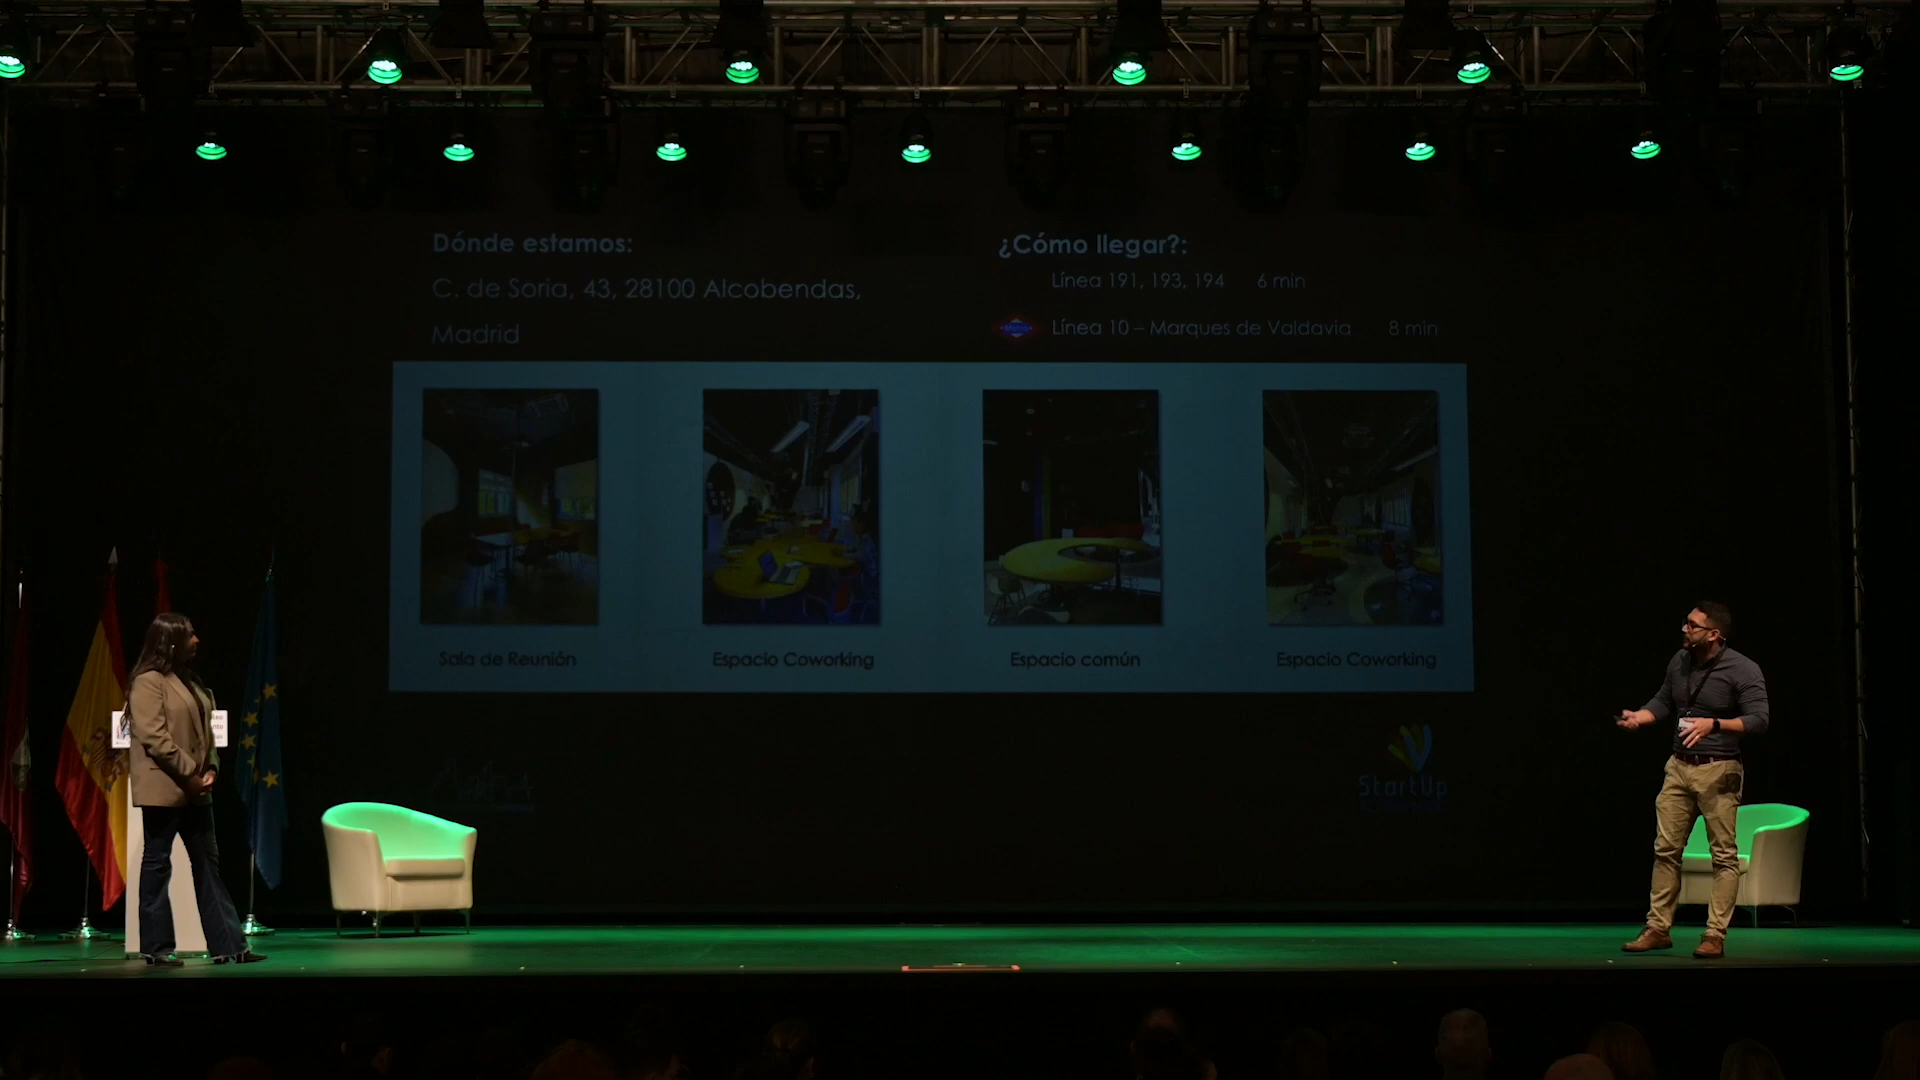 Dónde estamos:
C. de Soria, 43, 28100 Alcobendas,
Madrid
¿Cómo llegar?:
Línea 191, 193, 194 6 min
Metro
Línea 10 – Marques de Valdavia 8 min
Sala de Reunión
Espacio Coworking
Espacio común
Espacio Coworking
StartUp